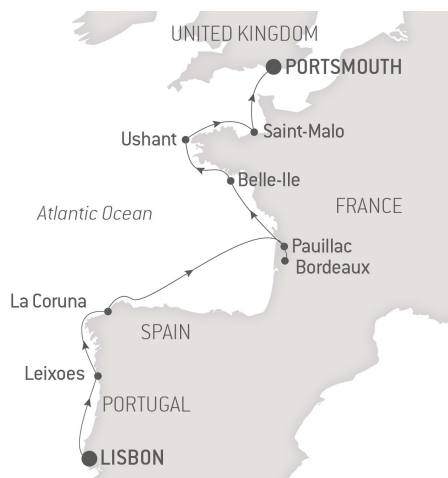 UNITED KINGDOM
PORTSMOUTH
Saint-Malo
Ushant
Belle-Ile
FRANCE
Atlantic Ocean
Pauillac
Bordeaux
La Coruna
SPAIN
Leixoes
PORTUGAL
LISBON